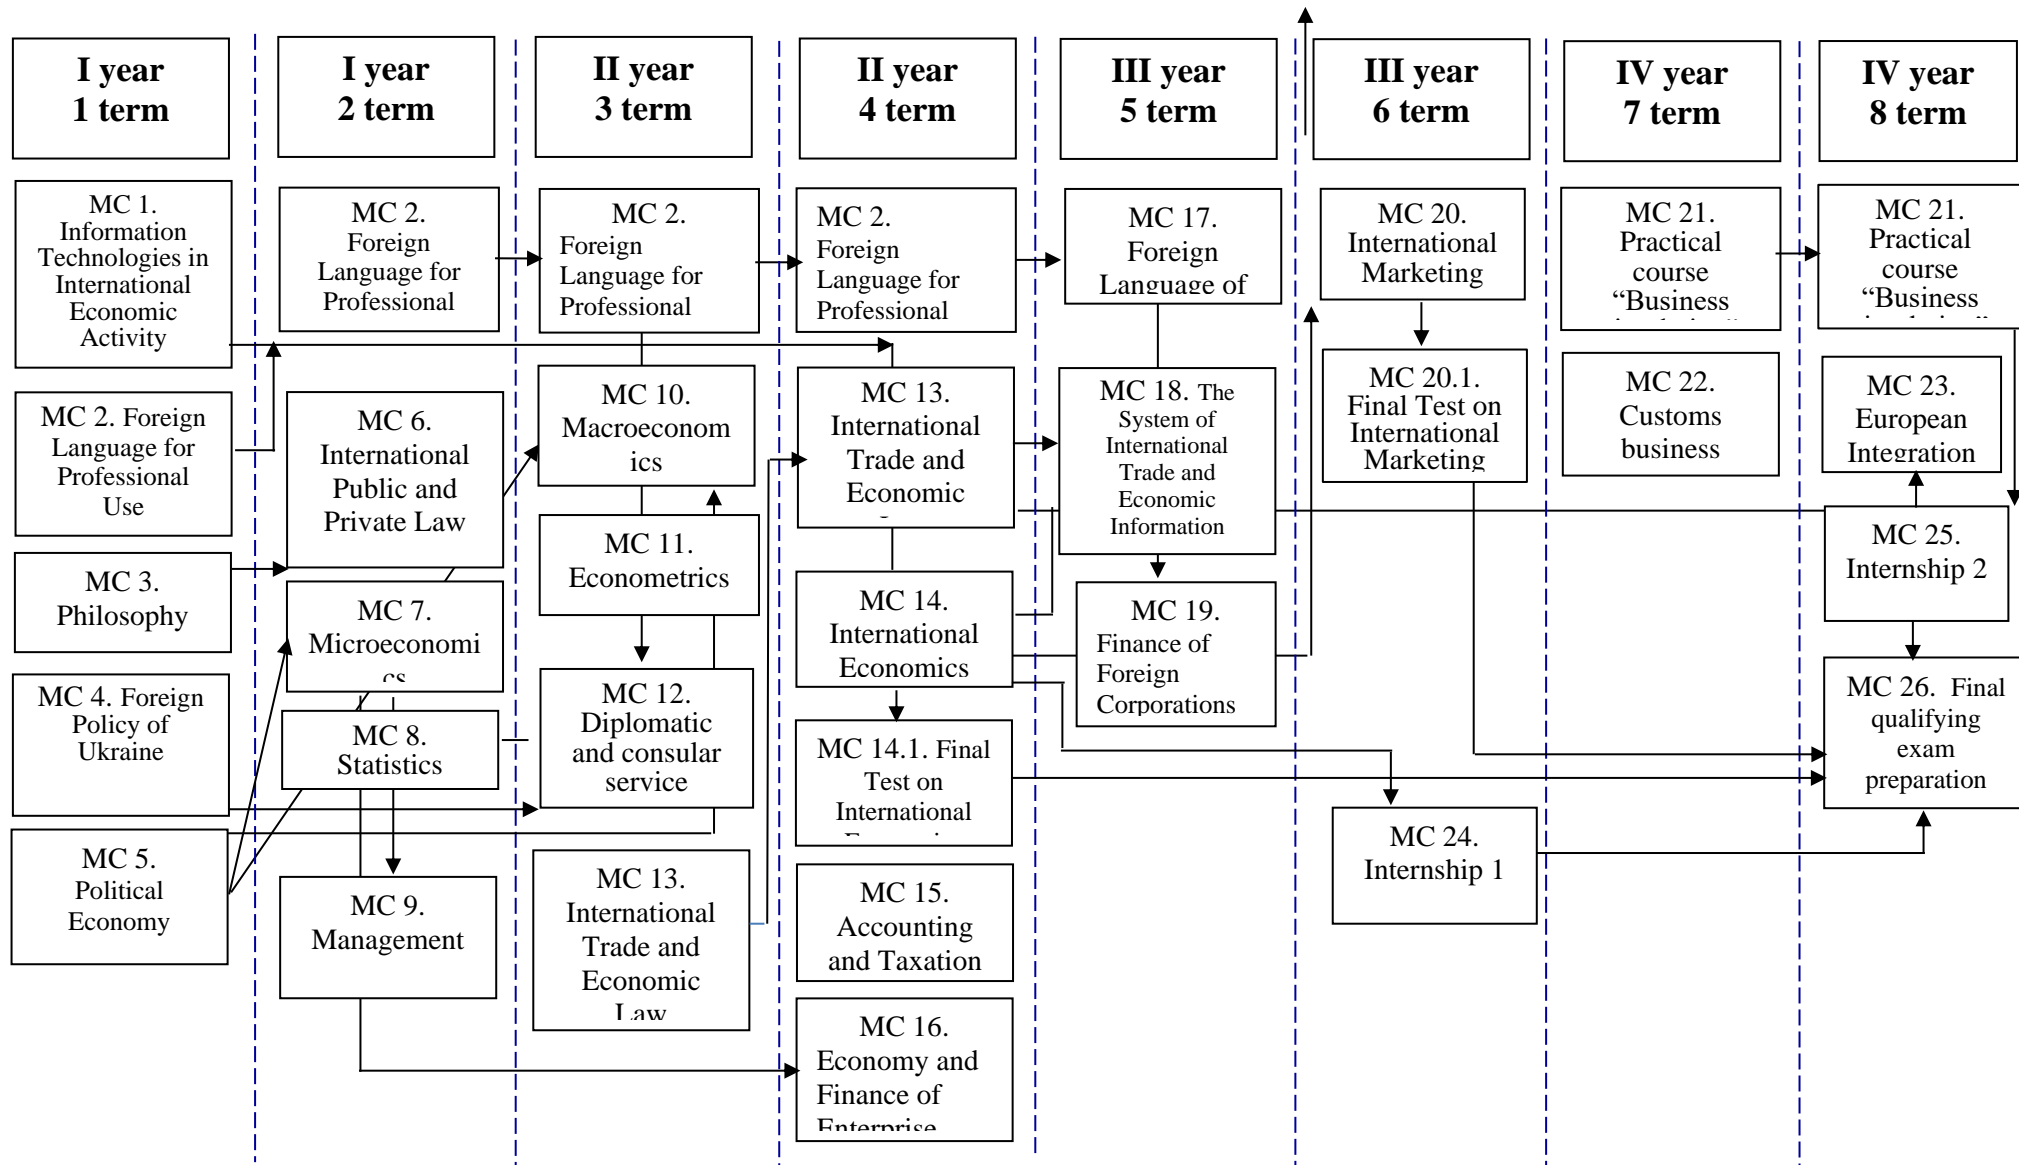 I year
1 term
I year
2 term
II year
3 term
II year
4 term
III year
5 term
III year
6 term
IV year
7 term
IV year
8 term
MC 1.
Information
Technologies in
International
Economic
Activity
MC 2. Foreign
Language for
Professional
Use
MC 3.
Philosophy
MC 4. Foreign
Policy of
Ukraine
MC 5.
Political
Economy
MC 2.
Foreign
Language for
Professional
MC 6.
International
Public and
Private Law
MC 7.
Microeconomi
cs
MC 8.
Statistics
MC 9.
Management
MC 2.
Foreign
Language for
Professional
MC 10.
Macroeconom
ics
MC 11.
Econometrics
MC 12.
Diplomatic
and consular
service
MC 13.
International
Trade and
Economic
Law
MC 2.
Foreign
Language for
Professional
MC 13.
International
Trade and
Economic
MC 14.
International
Economics
MC 14.1. Final
Test on
International
MC 15.
Accounting
and Taxation
MC 16.
Economy and
Finance of
Enterprise
MC 17.
Foreign
Language of
MC 18. The
System of
International
Trade and
Economic
Information
MC 19.
Finance of
Foreign
Corporations
MC 20.
International
Marketing
MC 20.1.
Final Test on
International
Marketing
MC 24.
Internship 1
MC 21.
Practical
course
“Business
MC 22.
Customs
business
MC 21.
Practical
course
“Business
MC 23.
European
Integration
MC 25.
Internship 2
MC 26. Final
qualifying
exam
preparation